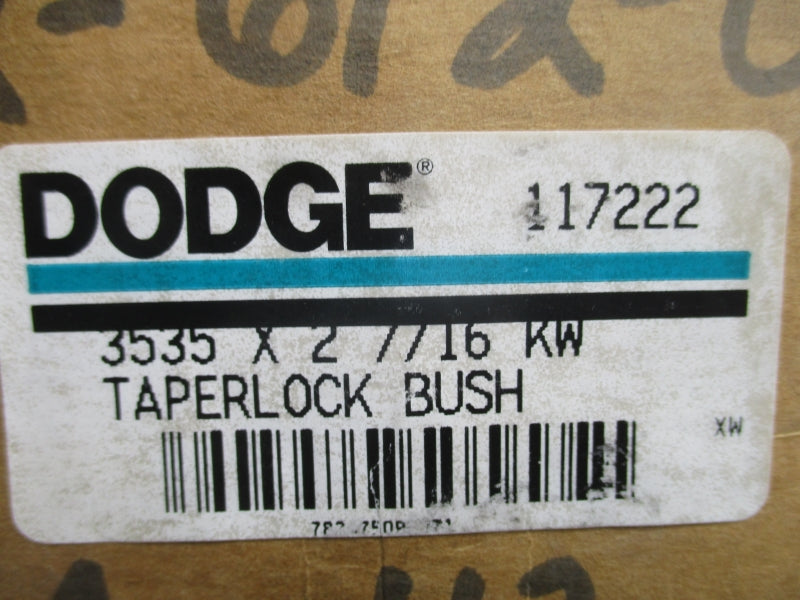 DODGE® 117222
3535 X 2 7/16 KW
TAPERLOCK BUSH
XW